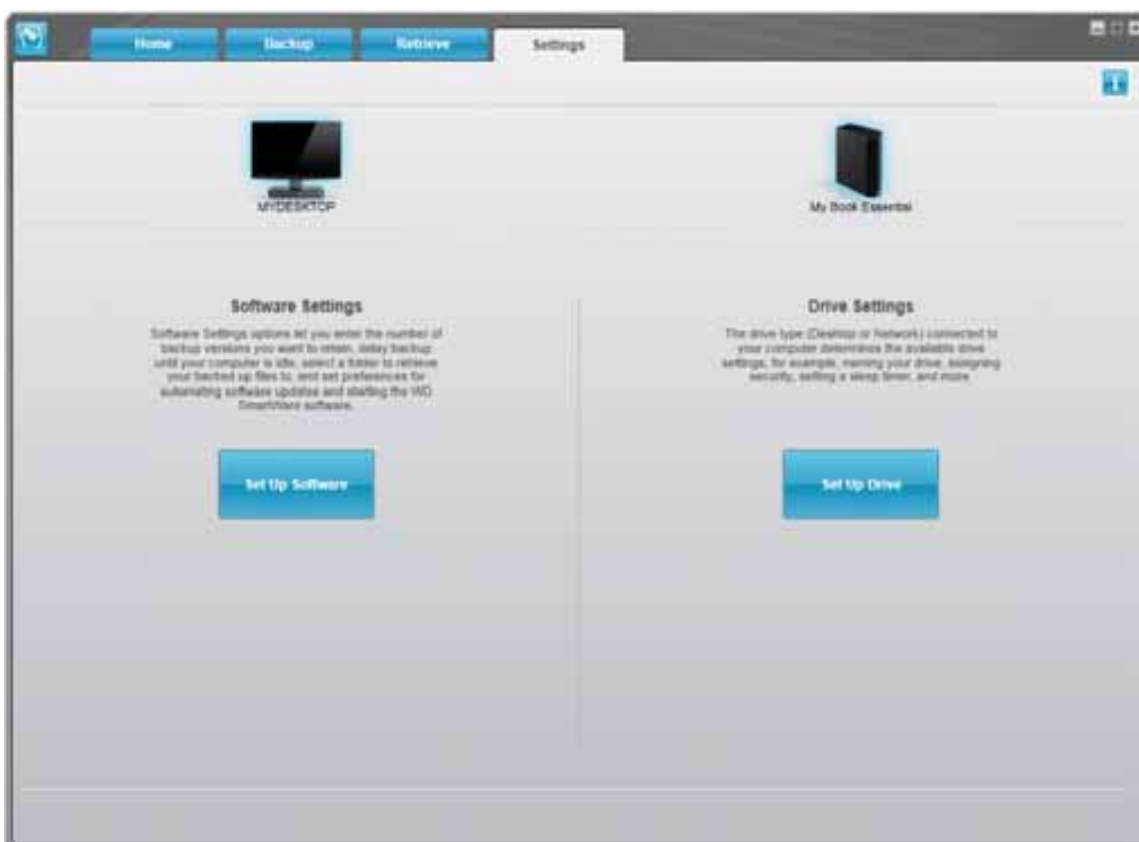 Home
Backup
Retrieve
Settings
MYDESKTOP
My Book Essential
Software Settings
Software Settings options let you enter the number of
backup versions you want to retain, delay backup
until your computer is idle, select a folder to retrieve
your backed up files to, and set preferences for
automating software updates and starting the WD
SmartWare software.
Set Up Software
Drive Settings
The drive type (Desktop or Network) connected to
your computer determines the available drive
settings, for example, naming your drive, assigning
security, setting a sleep timer, and more
Set Up Drive